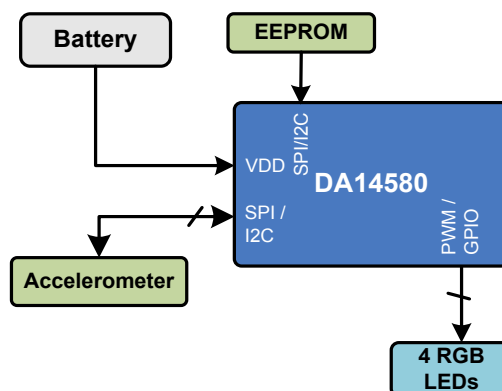 Battery
EEPROM
SPI/I2C
VDD
DA14580
SPI /
I2C
PWM /
GPIO
Accelerometer
4 RGB
LEDs